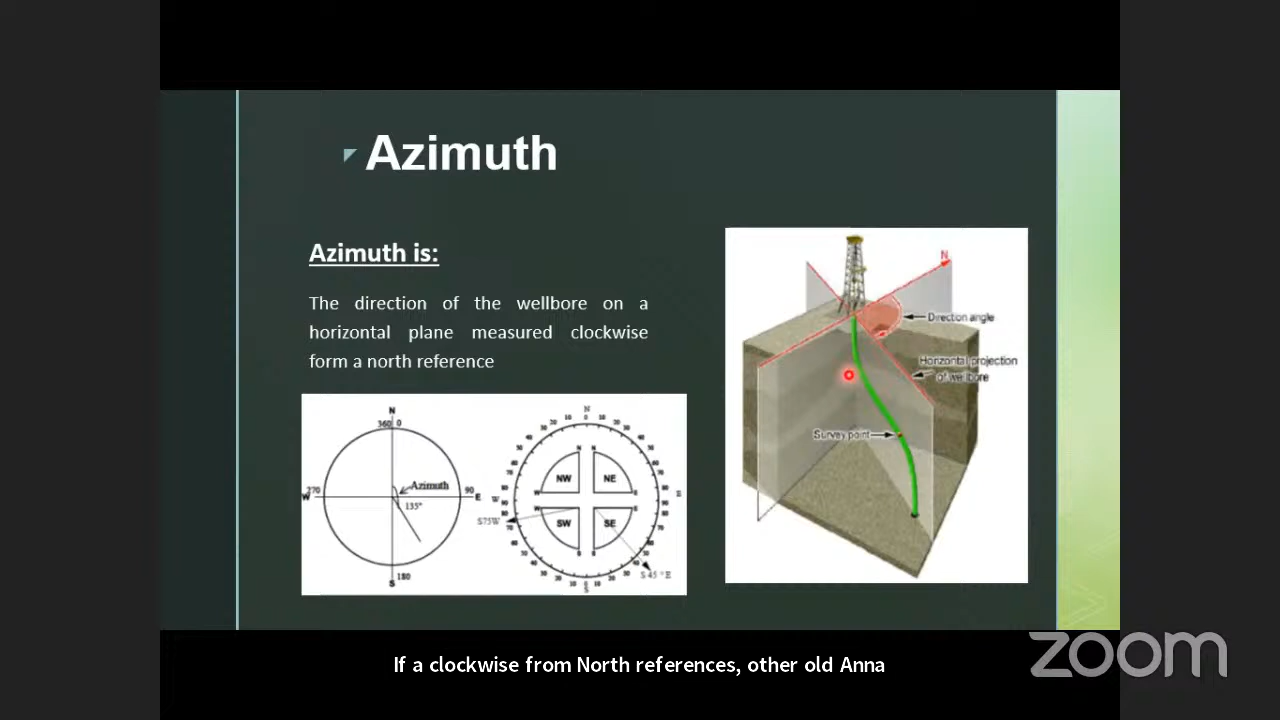 Azimuth
Azimuth is:
The direction of the wellbore on a
horizontal plane measured clockwise
form a north reference
N
360 0
270
W
Azimuth
90
E
135°
180
S
N
NW
NE
SW
SE
S75W
S 45 °E
S
N
Direction angle
Horizontal projection
of wellbore
Survey point
If a clockwise from North references, other old Anna
zoom